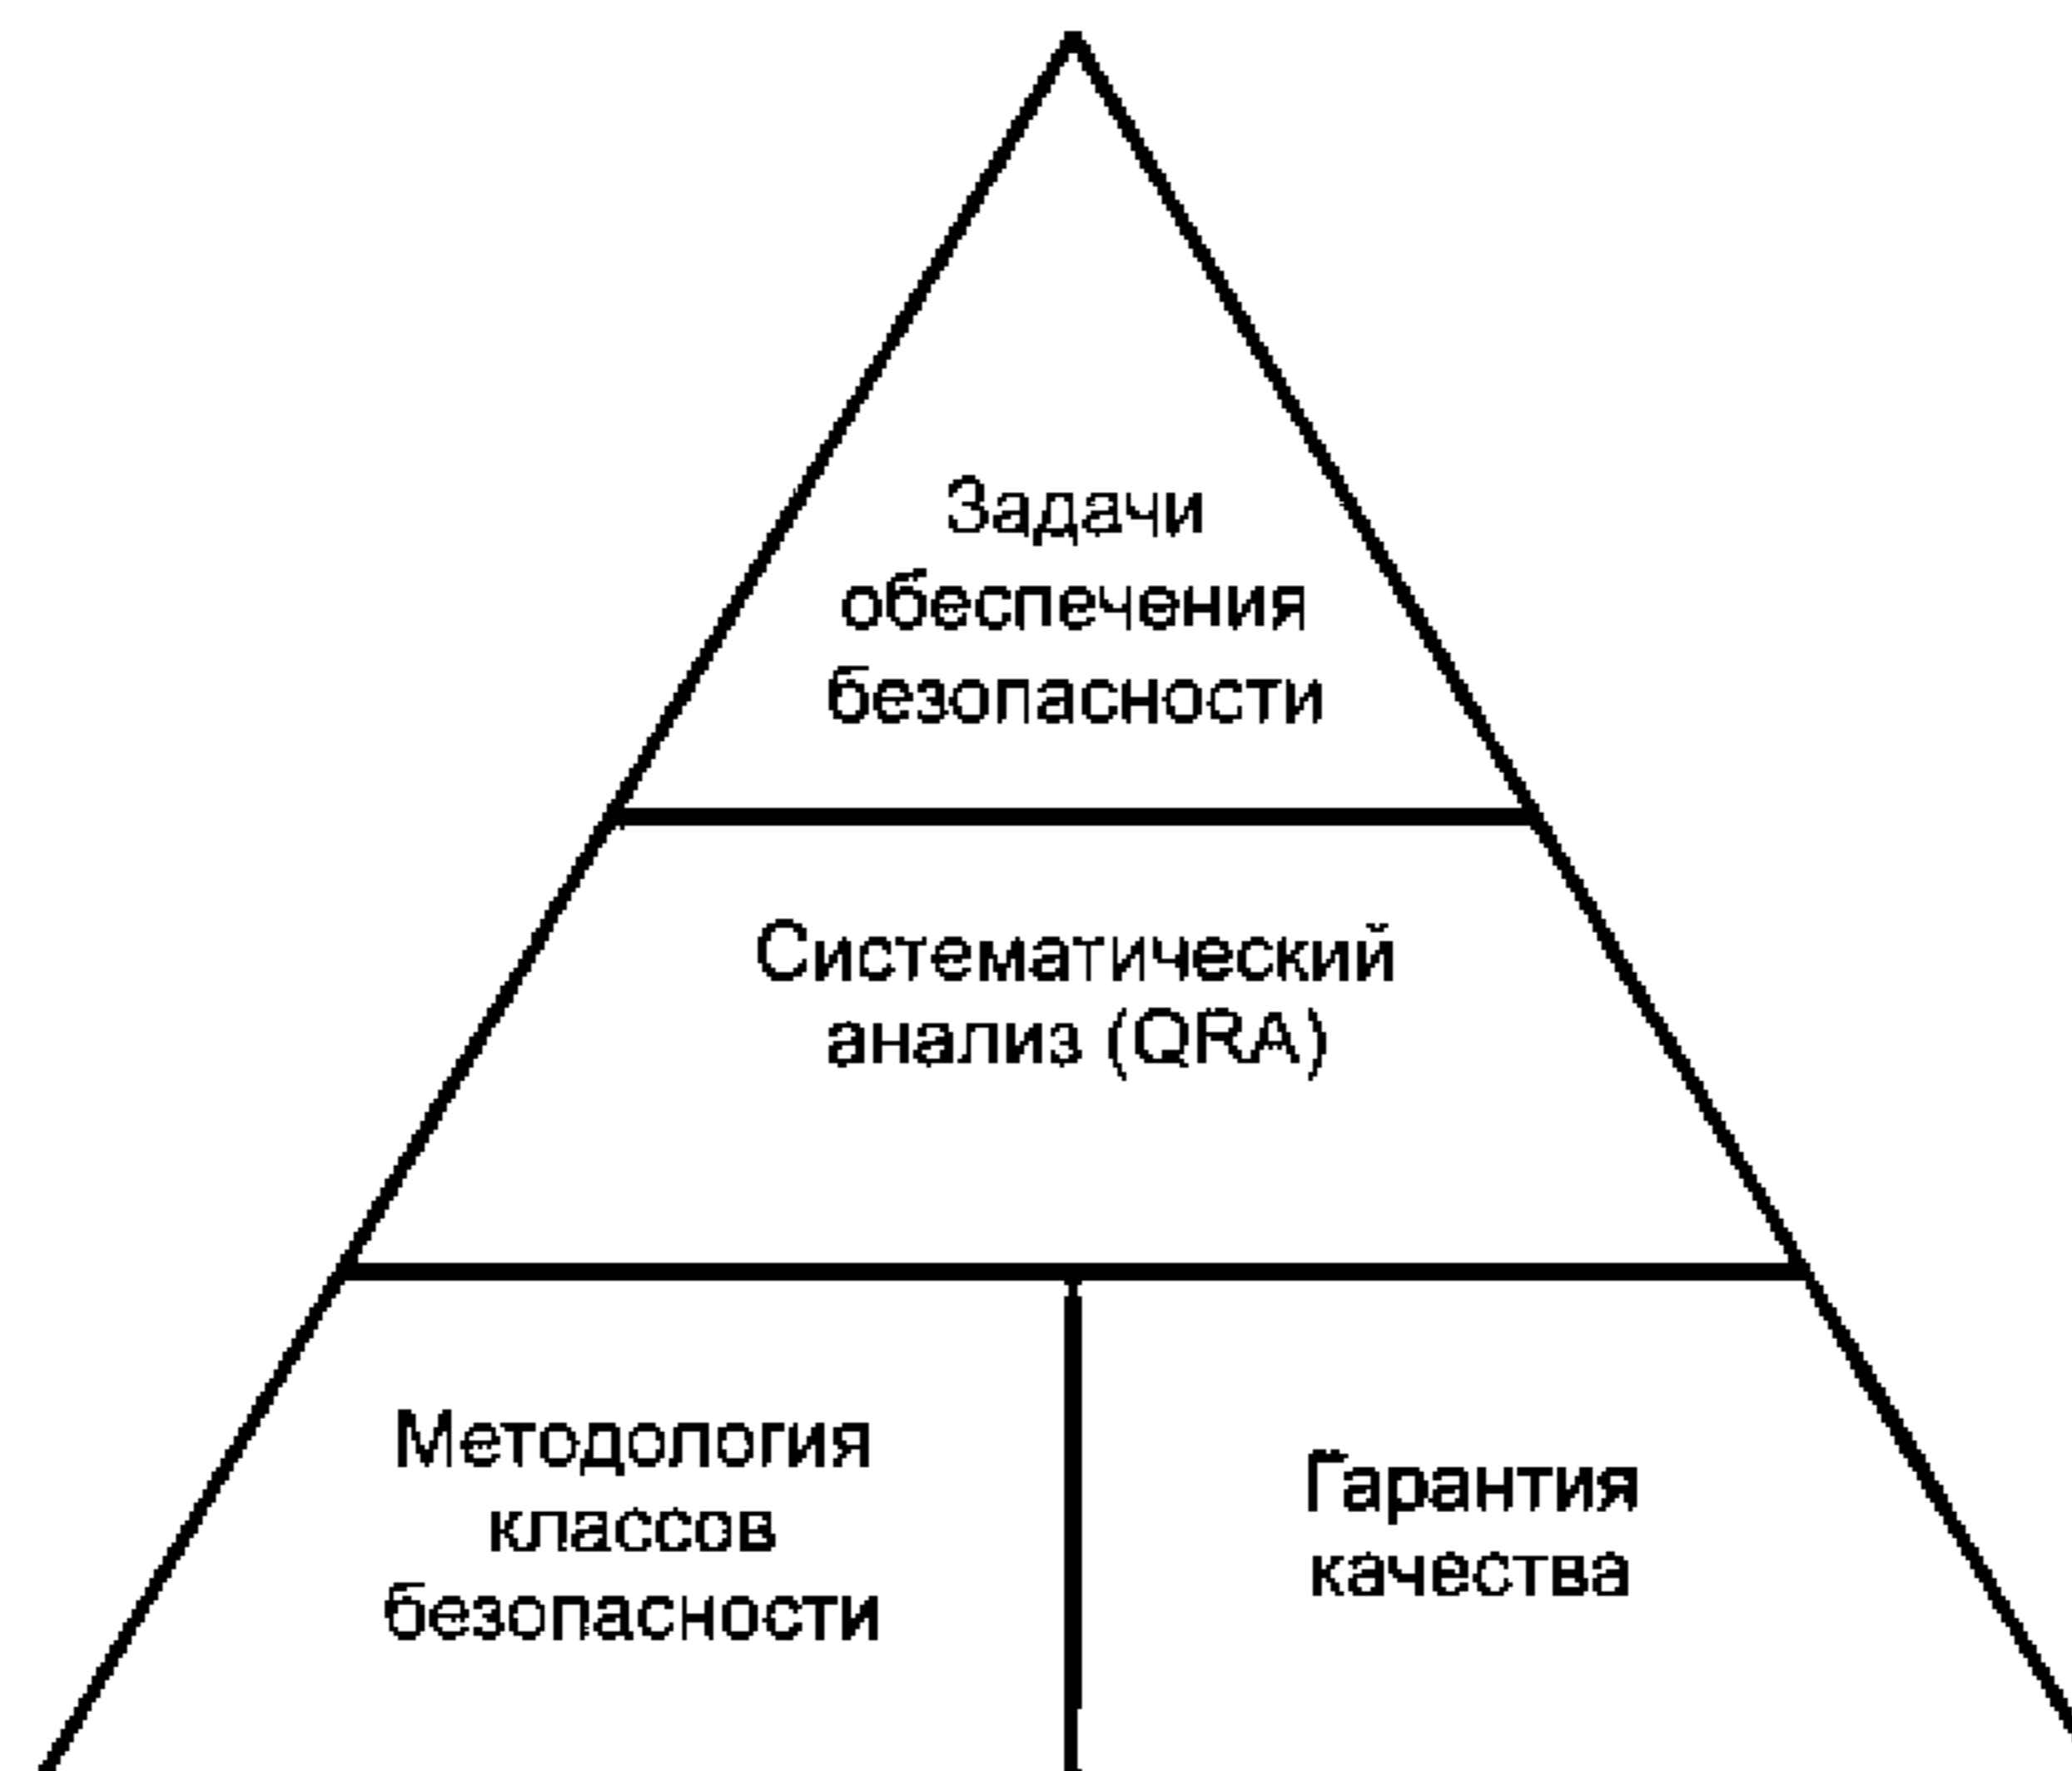 Задачи
обеспечения
безопасности
Систематический
анализ (QRA)
Методология
классов
безопасности
Гарантия
качества